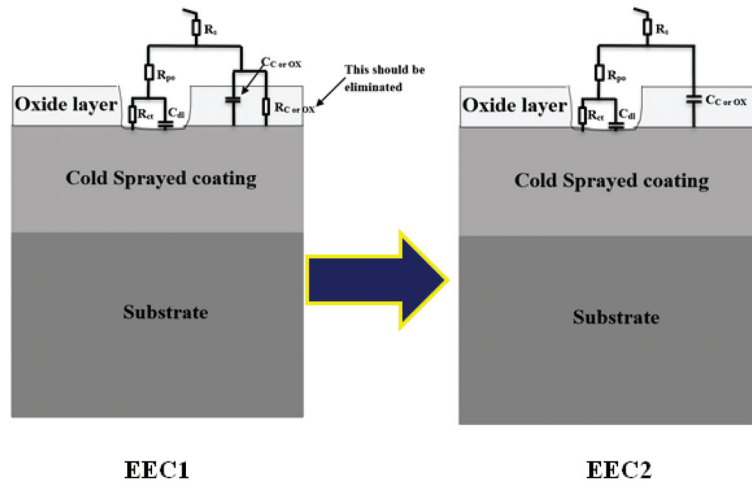 Rs
Rpo
CC or OX
This should be
eliminated
Oxide layer
Rct
Cdl
RC or OX
Cold Sprayed coating
Substrate
EEC1
Rs
Rpo
CC or OX
Oxide layer
Rct
Cdl
Cold Sprayed coating
Substrate
EEC2